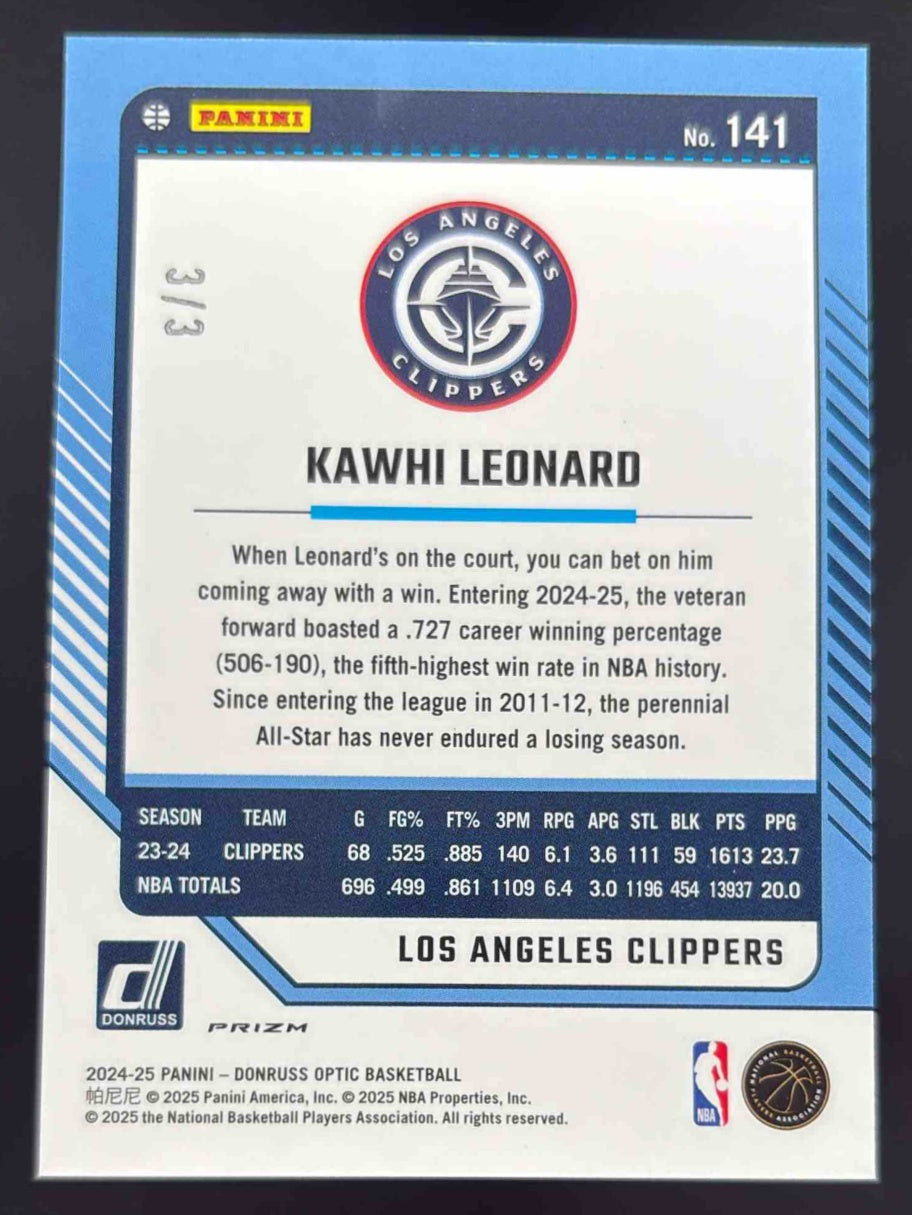 PANINI
No. 141
3/3
LOS ANGELES
CLIPPERS
KAWHI LEONARD
When Leonard's on the court, you can bet on him
coming away with a win. Entering 2024-25, the veteran
forward boasted a .727 career winning percentage
(506-190), the fifth-highest win rate in NBA history.
Since entering the league in 2011-12, the perennial
All-Star has never endured a losing season.
SEASON TEAM G FG% FT% 3PM RPG APG STL BLK PTS PPG
23-24 CLIPPERS 68 .525 .885 140 6.1 3.6 111 59 1613 23.7
NBA TOTALS 696 .499 .861 1109 6.4 3.0 1196 454 13937 20.0
LOS ANGELES CLIPPERS
d
DONRUSS
PRIZM
2024-25 PANINI – DONRUSS OPTIC BASKETBALL
帕尼尼 © 2025 Panini America, Inc. © 2025 NBA Properties, Inc.
© 2025 the National Basketball Players Association. All rights reserved.
NBA
NATIONAL BASKETBALL
PLAYERS ASSOCIATION